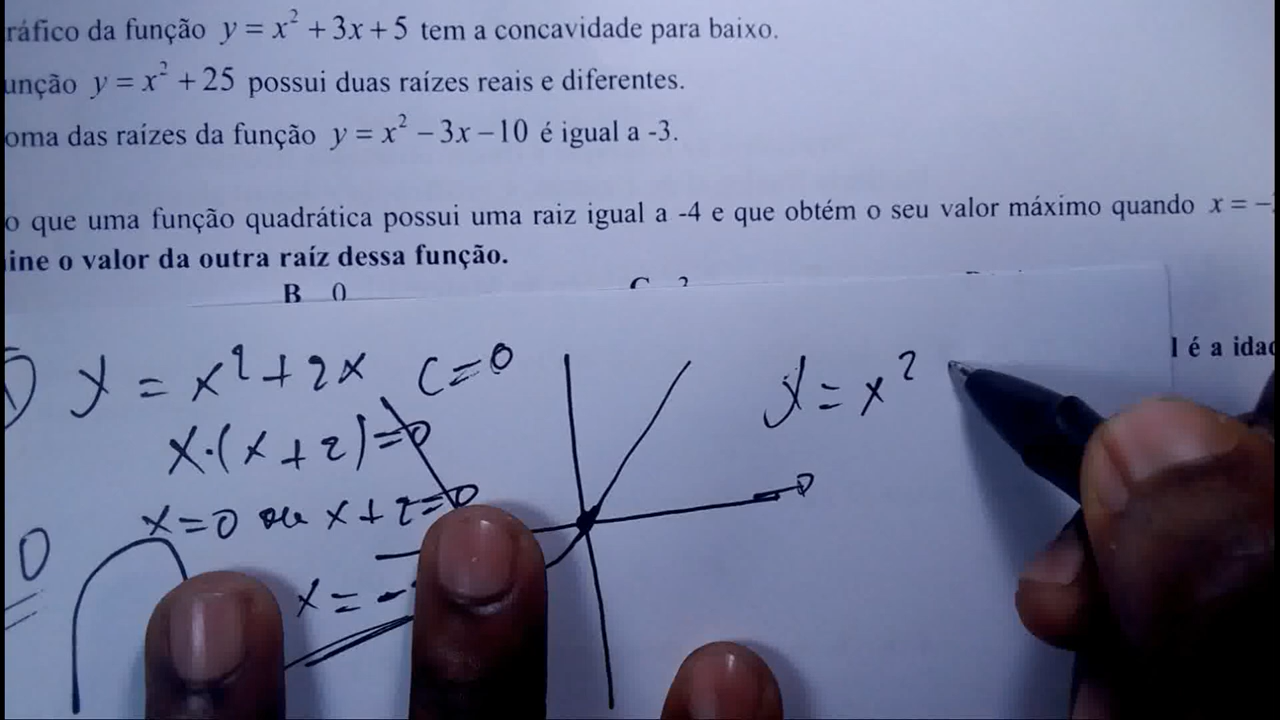 ráfico da função y = x² + 3x + 5 tem a concavidade para baixo.
unção y = x² + 25 possui duas raízes reais e diferentes.
oma das raízes da função y = x² − 3x − 10 é igual a -3.
o que uma função quadrática possui uma raiz igual a -4 e que obtém o seu valor máximo quando x = −
ine o valor da outra raíz dessa função.
B 0
l é a idad
y = x² + 2x c = 0
y = x²
x·(x + 2) = 0
x = 0 ou x + 2 = 0
0
x = -